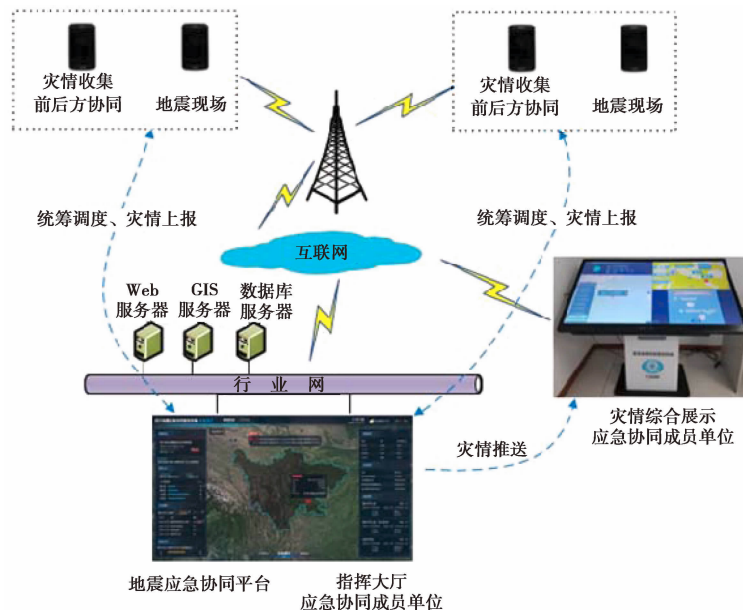 灾情收集
前后方协同
地震现场
灾情收集
前后方协同
地震现场
统筹调度、灾情上报
统筹调度、灾情上报
互联网
Web
服务器
GIS
服务器
数据库
服务器
行业网
灾情综合展示
应急协同成员单位
灾情推送
地震应急协同平台
指挥大厅
应急协同成员单位